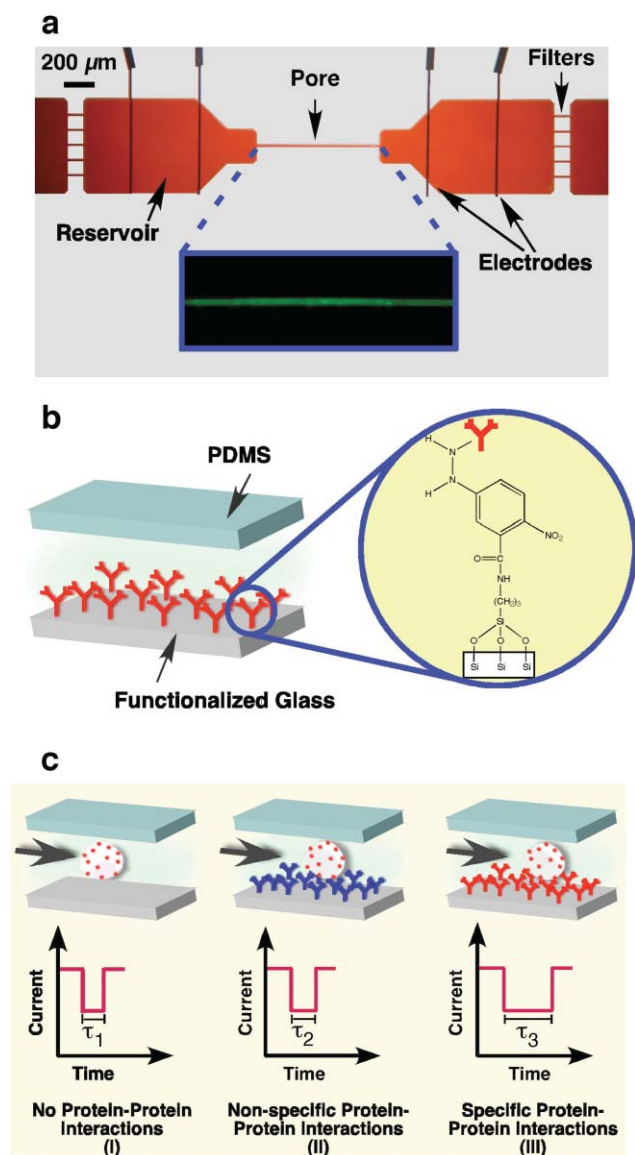 a
200 µm
Pore
Filters
Reservoir
Electrodes
b
PDMS
Functionalized Glass
H
N
N
H
NO2
O
C
NH
(CH2)3
Si
O
O
O
Si
Si
Si
c
Current
τ1
Time
No Protein-Protein
Interactions
(I)
Current
τ2
Time
Non-specific Protein-
Protein Interactions
(II)
Current
τ3
Time
Specific Protein-
Protein Interactions
(III)